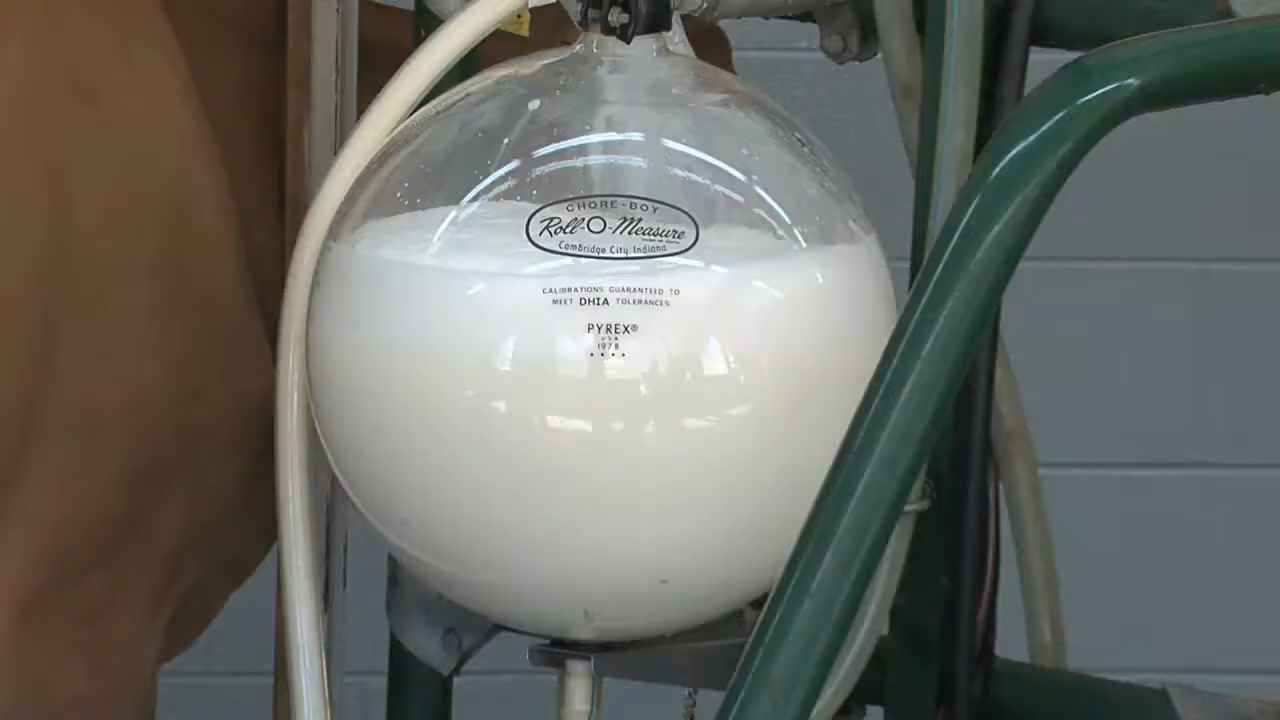 CHORE-BOY
Roll-O-Measure
Cambridge City, Indiana
CALIBRATIONS GUARANTEED TO
MEET DHIA TOLERANCES
PYREX®
USA
1978